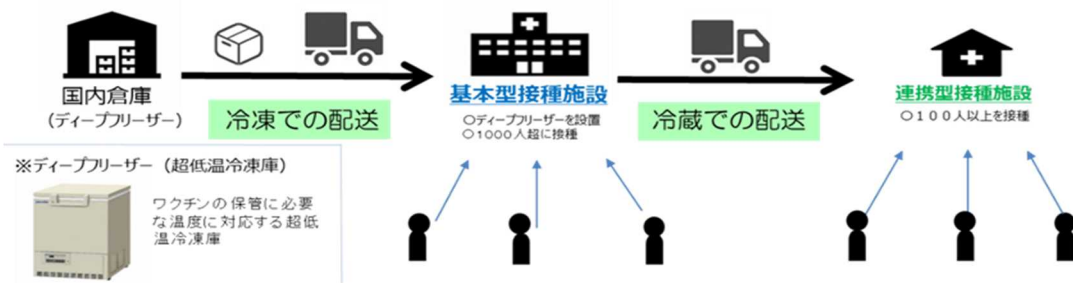 国内倉庫
(ディープフリーザー)
冷凍での配送
基本型接種施設
○ディープフリーザーを設置
○1000人超に接種
冷蔵での配送
連携型接種施設
○100人以上を接種
※ディープフリーザー(超低温冷凍庫)
ワクチンの保管に必要
な温度に対応する超低
温冷凍庫